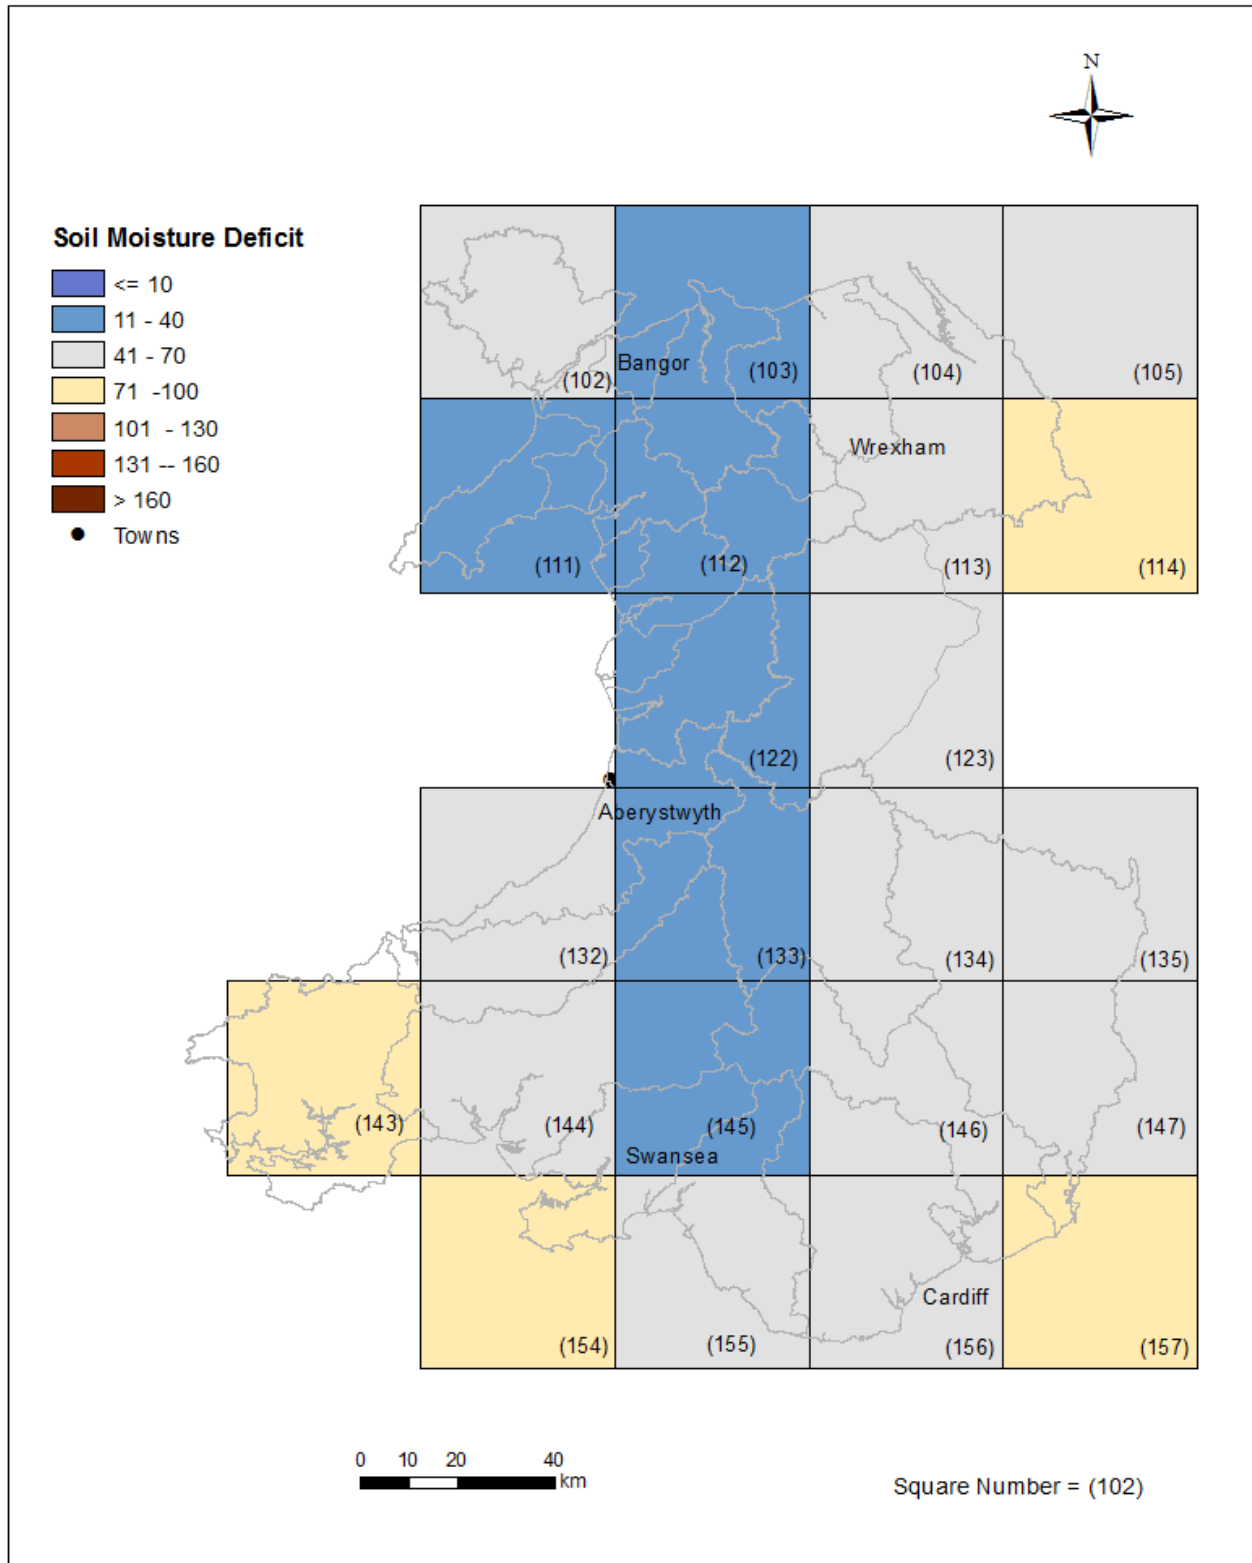 N
Soil Moisture Deficit
<= 10
11 - 40
41 - 70
71 -100
101 - 130
131 -- 160
> 160
Towns
Bangor
(102)
(103)
(104)
(105)
Wrexham
(111)
(112)
(113)
(114)
(122)
(123)
Aberystwyth
(132)
(133)
(134)
(135)
(143)
(144)
(145)
(146)
(147)
Swansea
Cardiff
(154)
(155)
(156)
(157)
0 10 20 40
km
Square Number = (102)